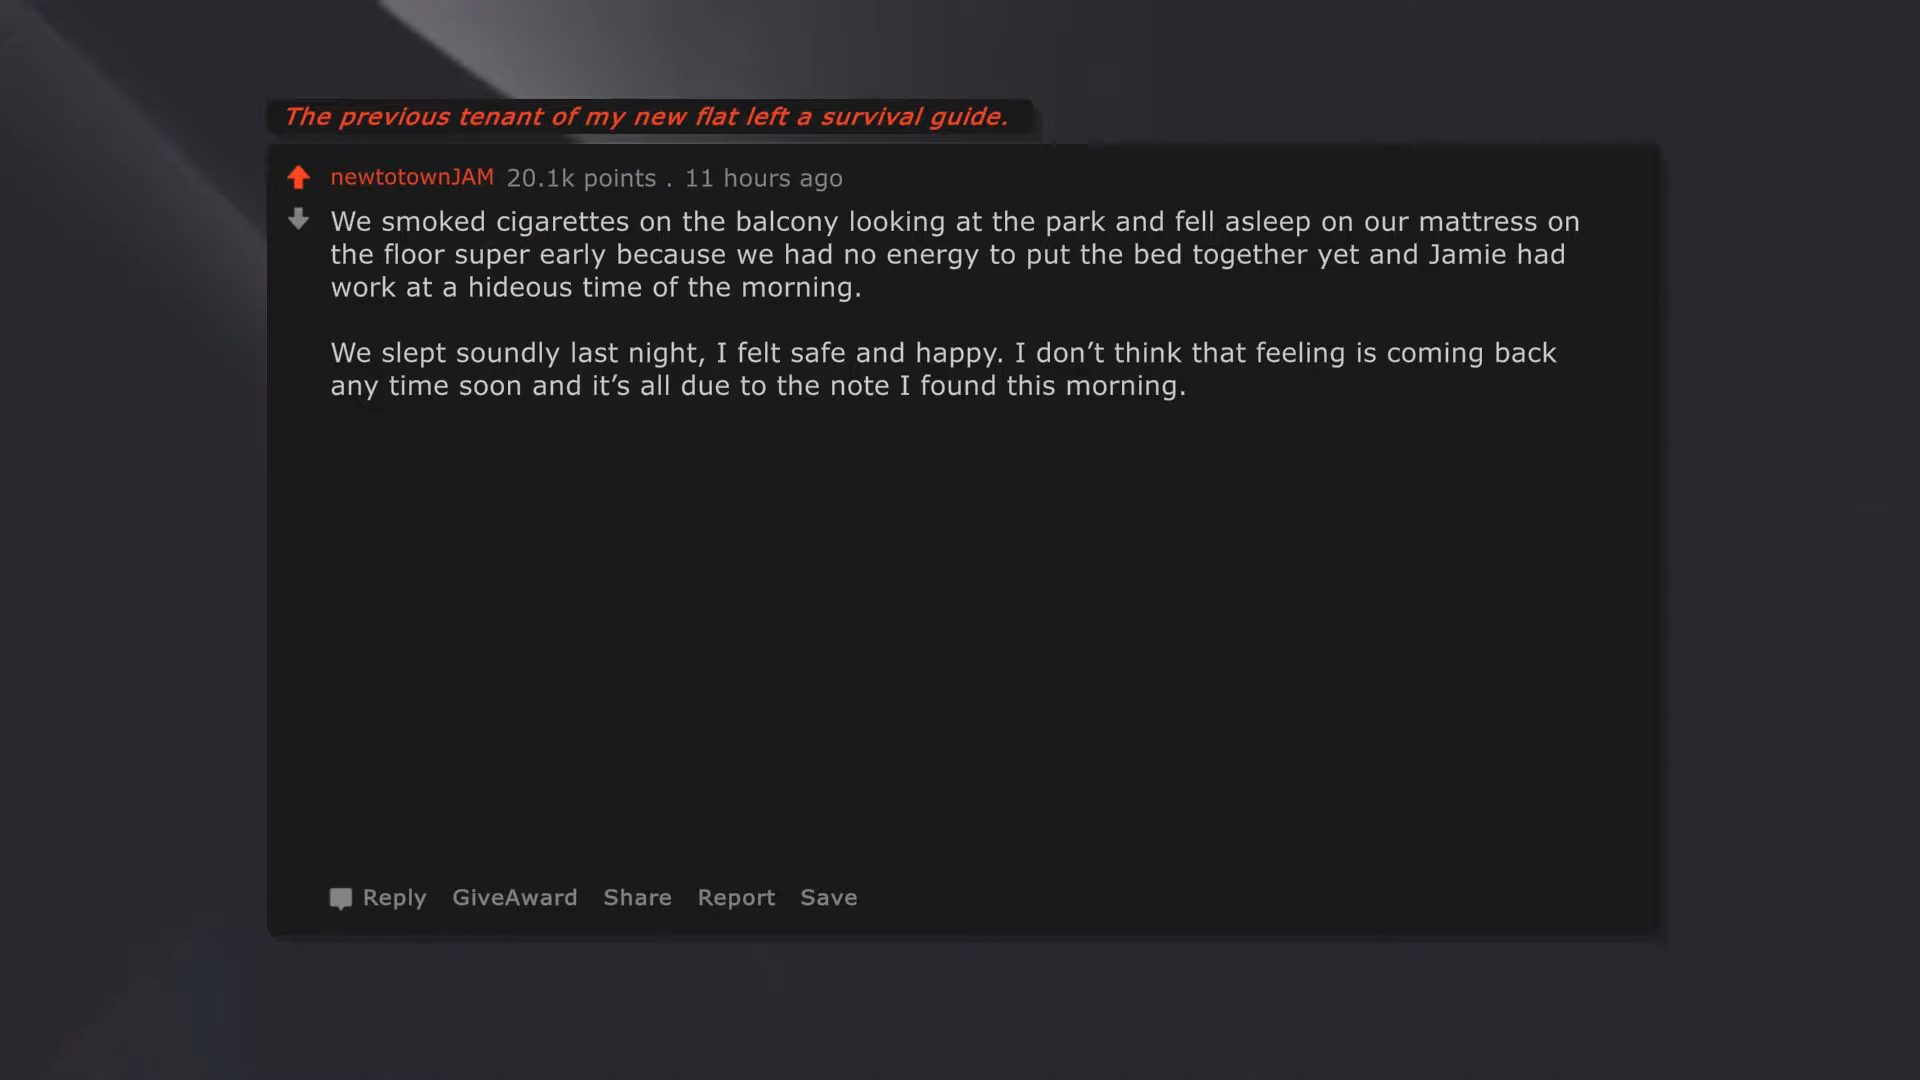 The previous tenant of my new flat left a survival guide.
newtotownJAM 20.1k points . 11 hours ago
We smoked cigarettes on the balcony looking at the park and fell asleep on our mattress on
the floor super early because we had no energy to put the bed together yet and Jamie had
work at a hideous time of the morning.
We slept soundly last night, I felt safe and happy. I don’t think that feeling is coming back
any time soon and it’s all due to the note I found this morning.
Reply GiveAward Share Report Save